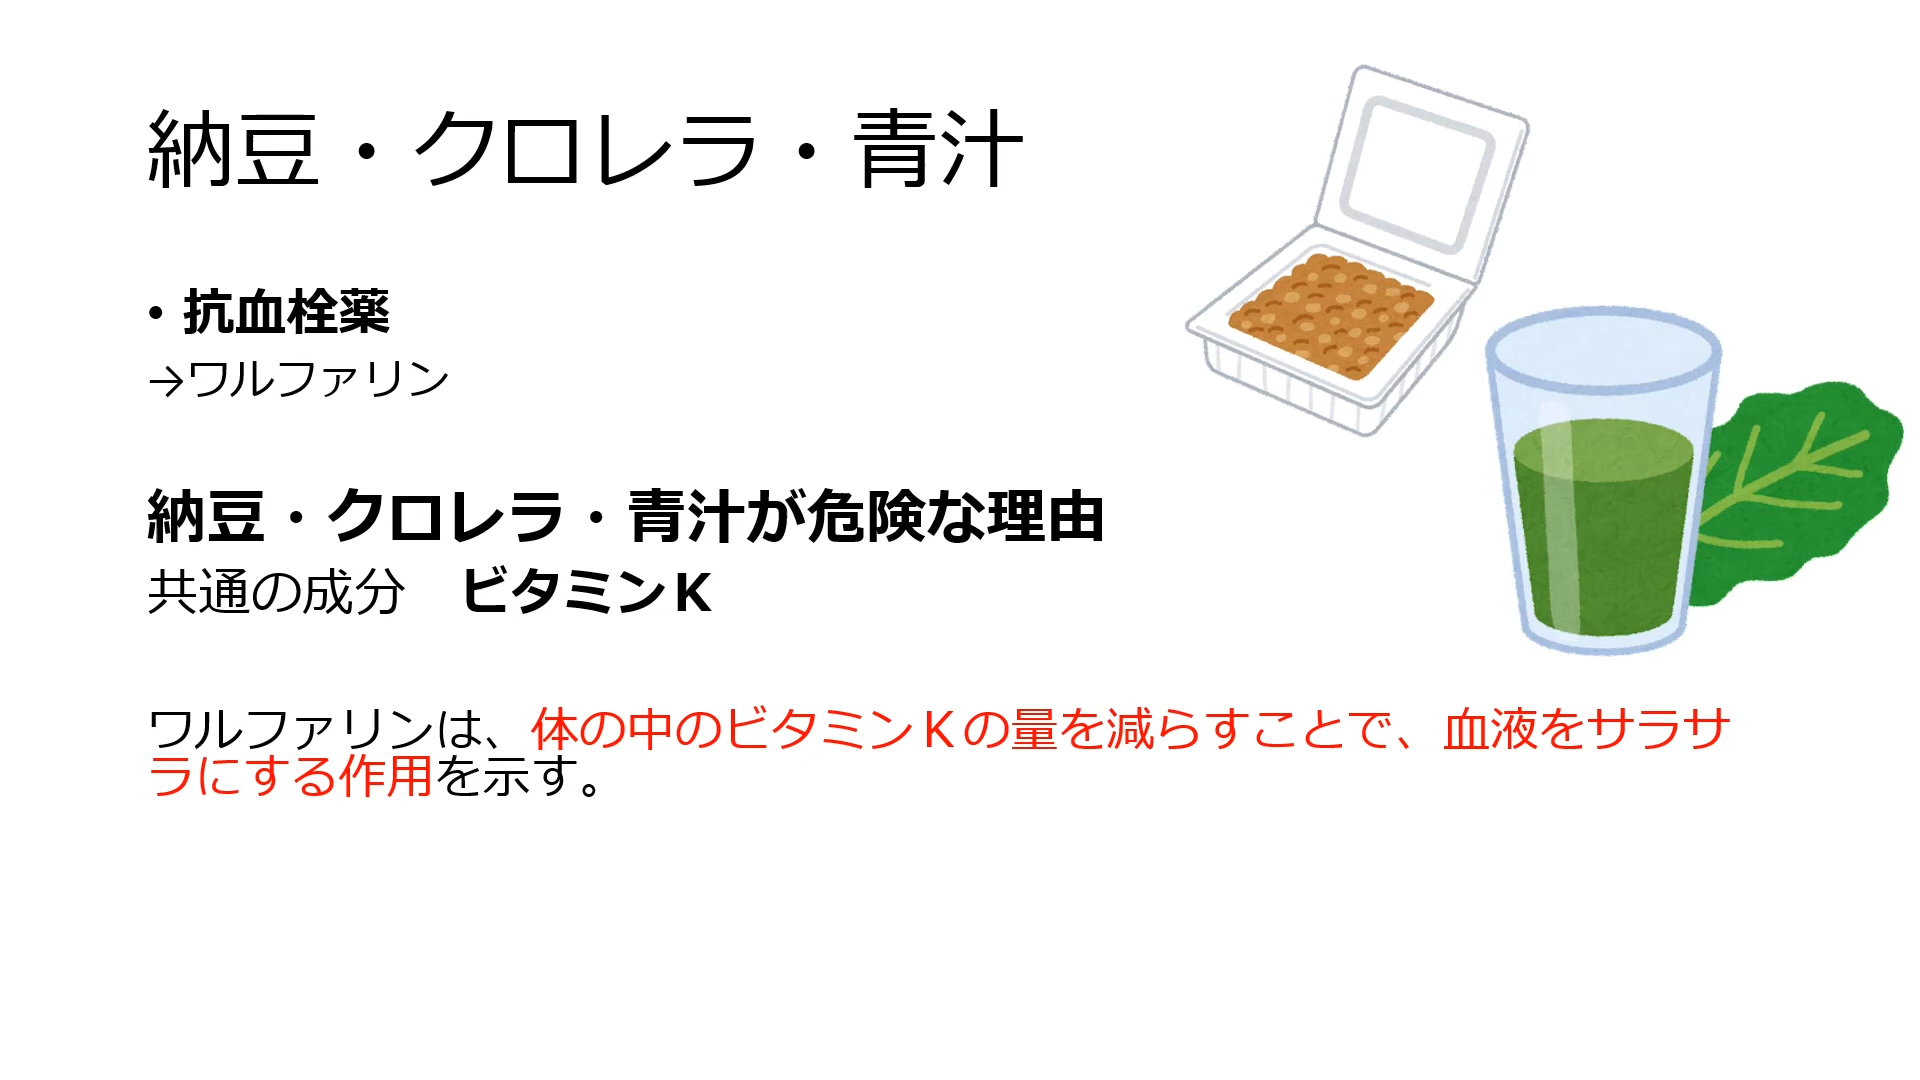 納豆・クロレラ・青汁
• 抗血栓薬
→ワルファリン
納豆・クロレラ・青汁が危険な理由
共通の成分　ビタミンK
ワルファリンは、体の中のビタミンKの量を減らすことで、血液をサラサ
ラにする作用を示す。